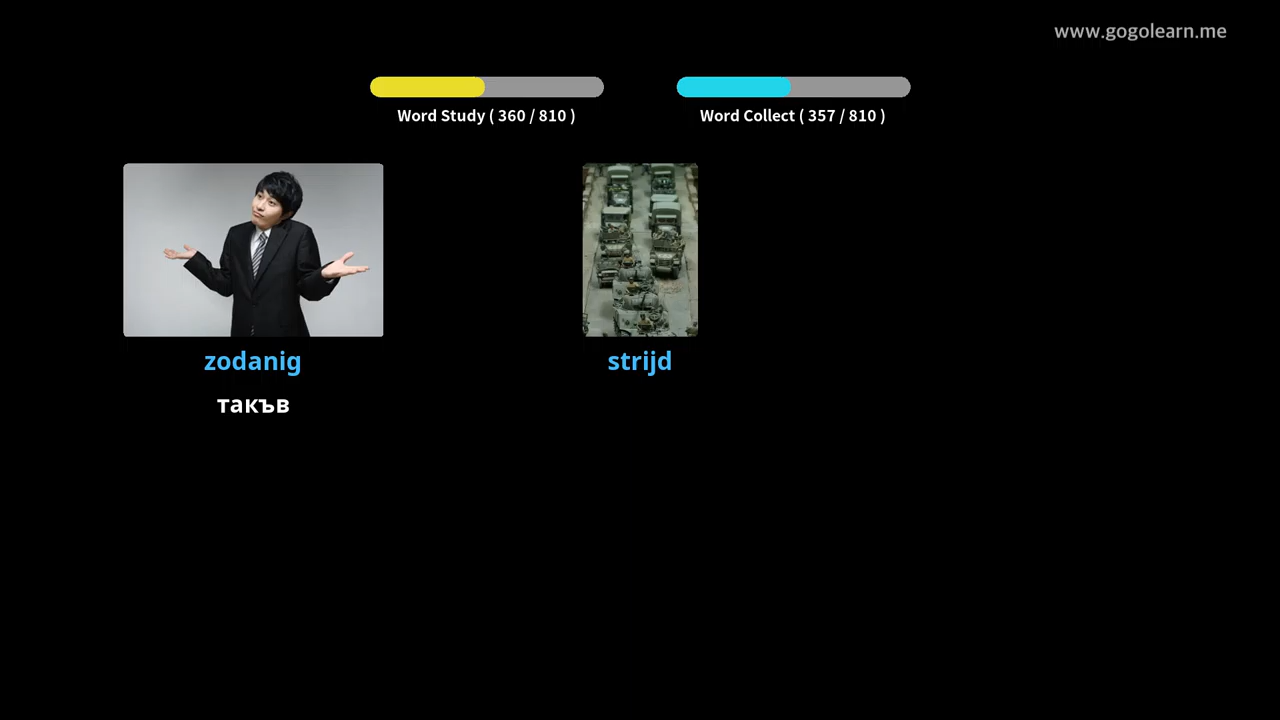 www.gogolearn.me
Word Study ( 360 / 810 )
Word Collect ( 357 / 810 )
zodanig
strijd
такъв